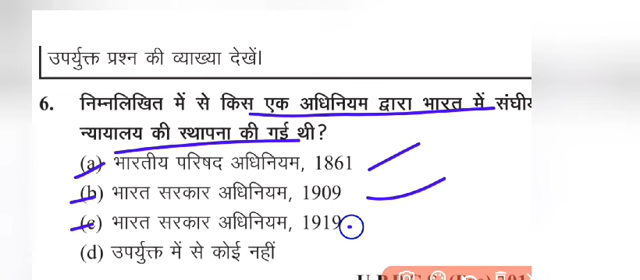 उपर्युक्त प्रश्न की व्याख्या देखें।
6. निम्नलिखित में से किस एक अधिनियम द्वारा भारत में संघीय
न्यायालय की स्थापना की गई थी?
(a) भारतीय परिषद अधिनियम, 1861
(b) भारत सरकार अधिनियम, 1909
(c) भारत सरकार अधिनियम, 1919
(d) उपर्युक्त में से कोई नहीं